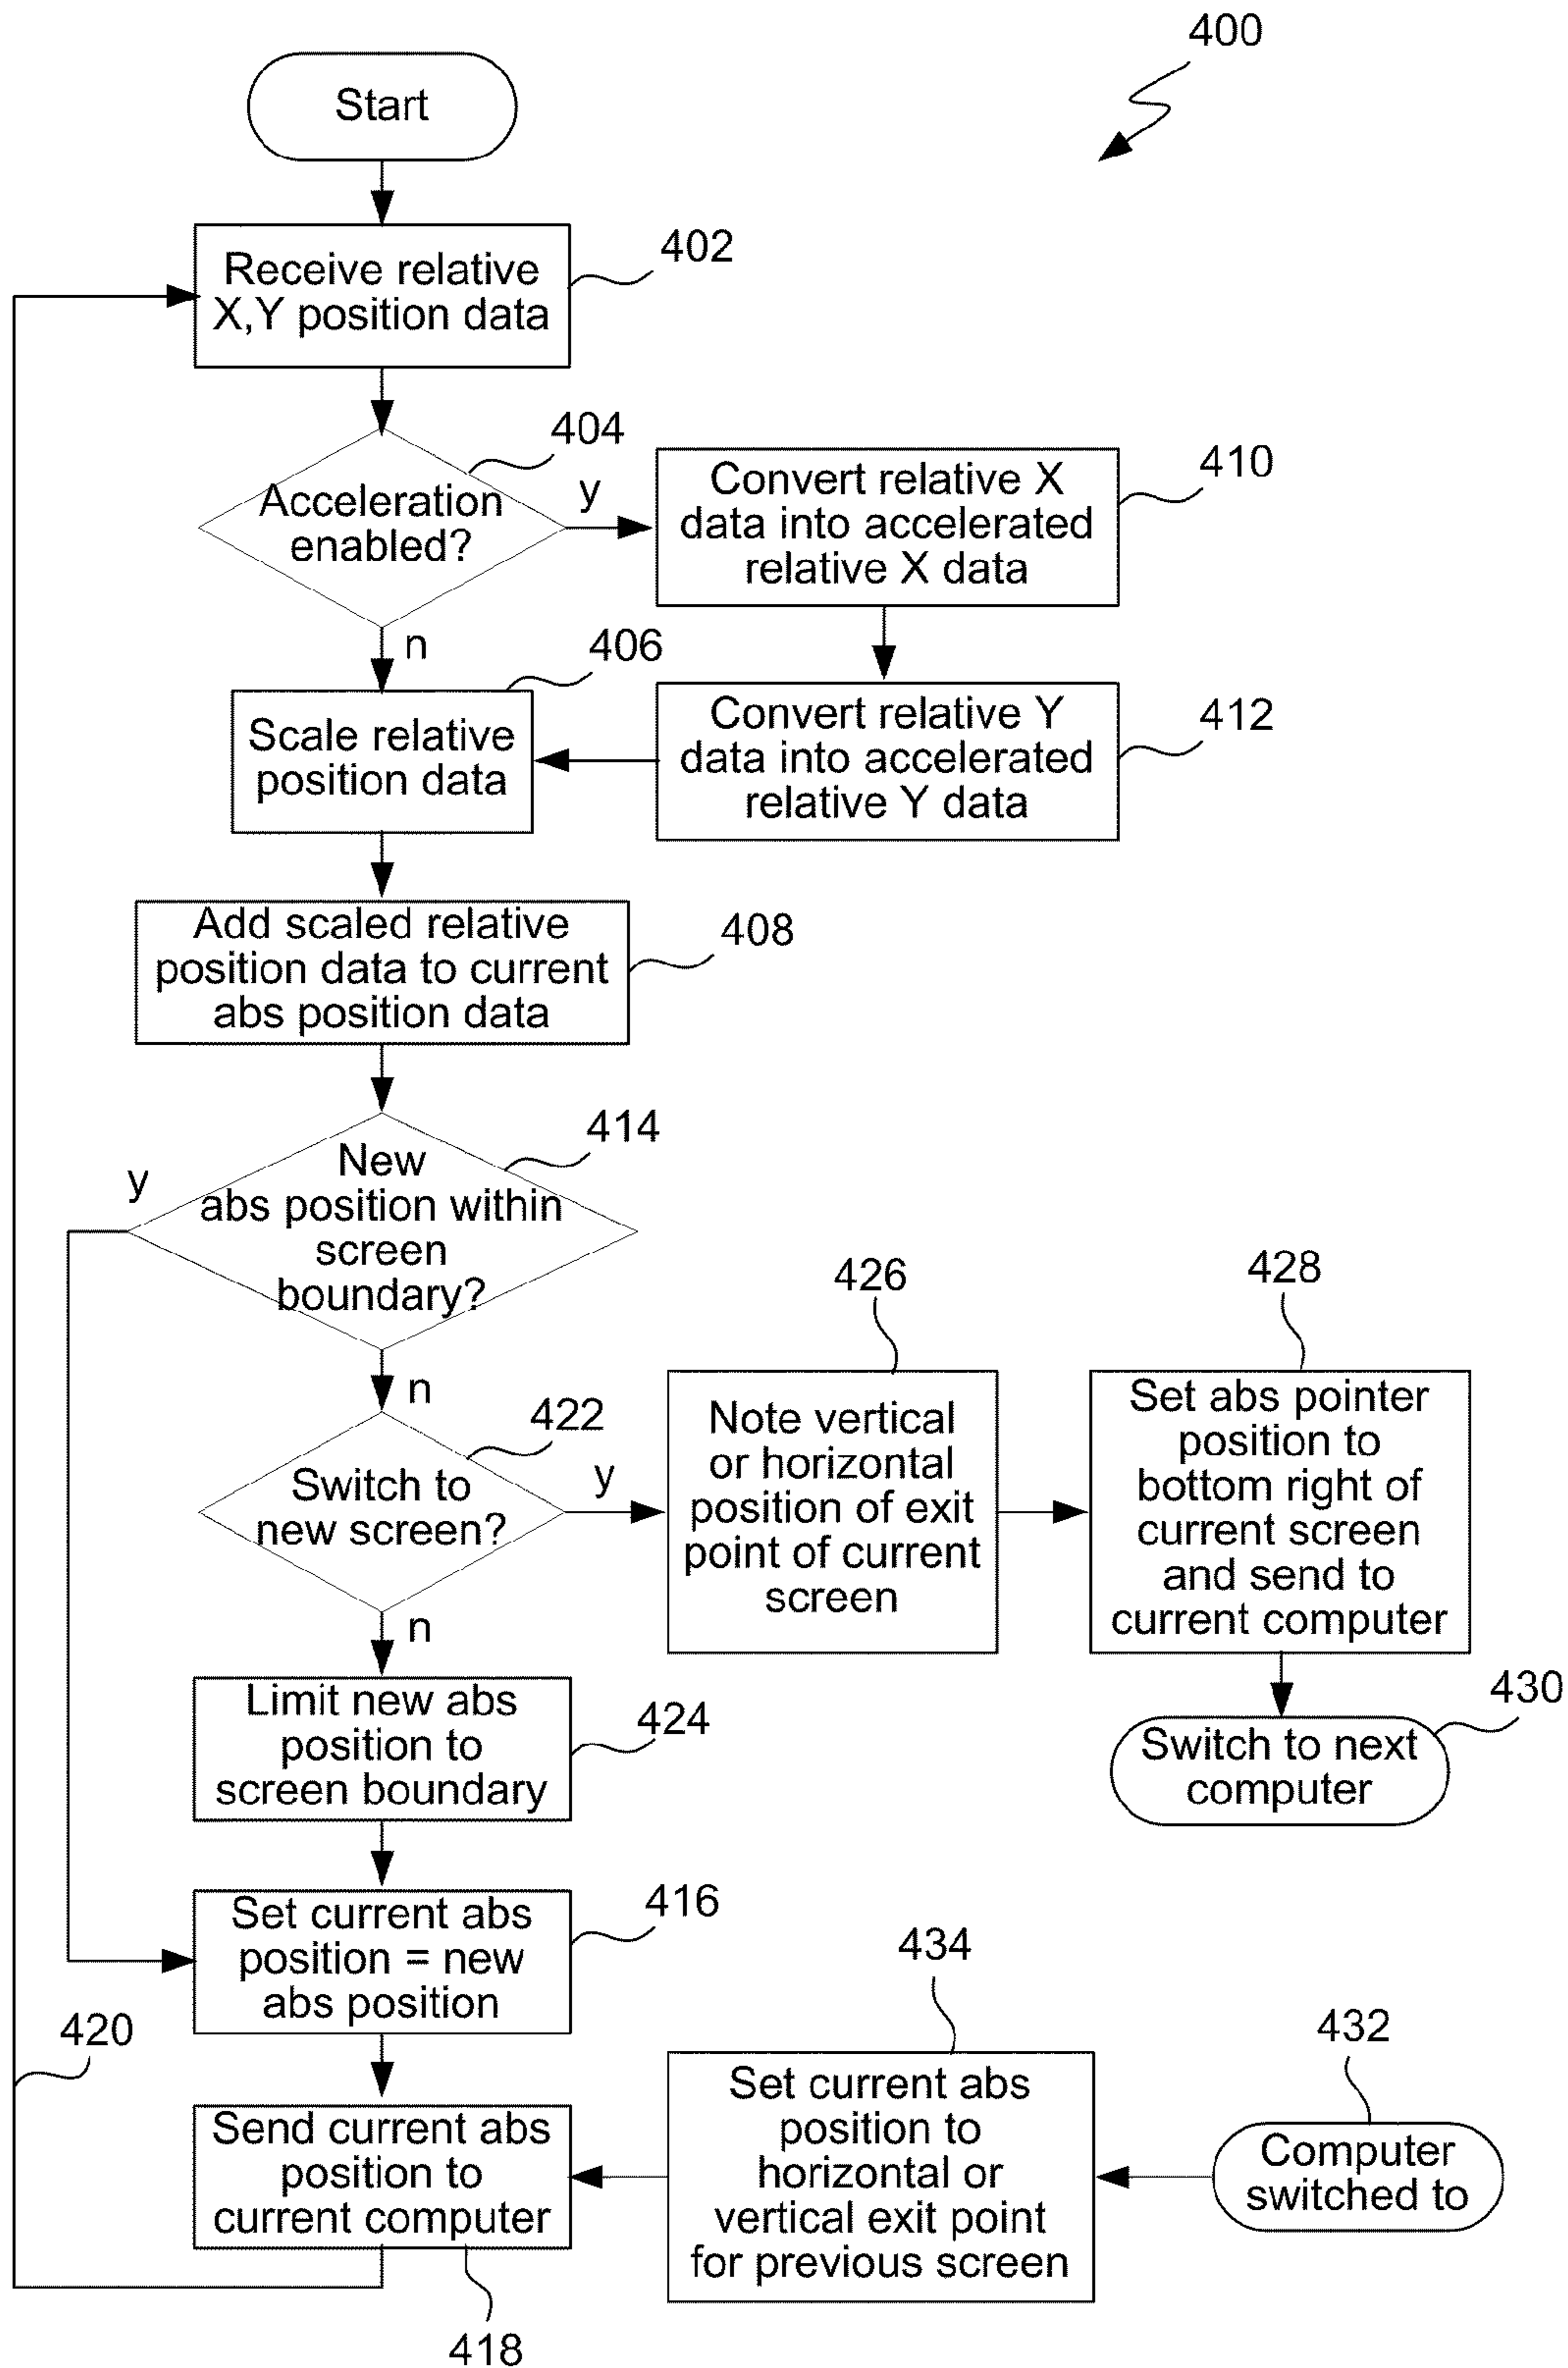 400
Start
Receive relative
X,Y position data
402
Acceleration
enabled?
404
y
n
Convert relative X
data into accelerated
relative X data
410
Scale relative
position data
406
Convert relative Y
data into accelerated
relative Y data
412
Add scaled relative
position data to current
abs position data
408
New
abs position within
screen
boundary?
414
y
n
Switch to
new screen?
422
y
n
Note vertical
or horizontal
position of exit
point of current
screen
426
Set abs pointer
position to
bottom right of
current screen
and send to
current computer
428
Switch to next
computer
430
Limit new abs
position to
screen boundary
424
Set current abs
position = new
abs position
416
420
Send current abs
position to
current computer
418
Set current abs
position to
horizontal or
vertical exit point
for previous screen
434
Computer
switched to
432